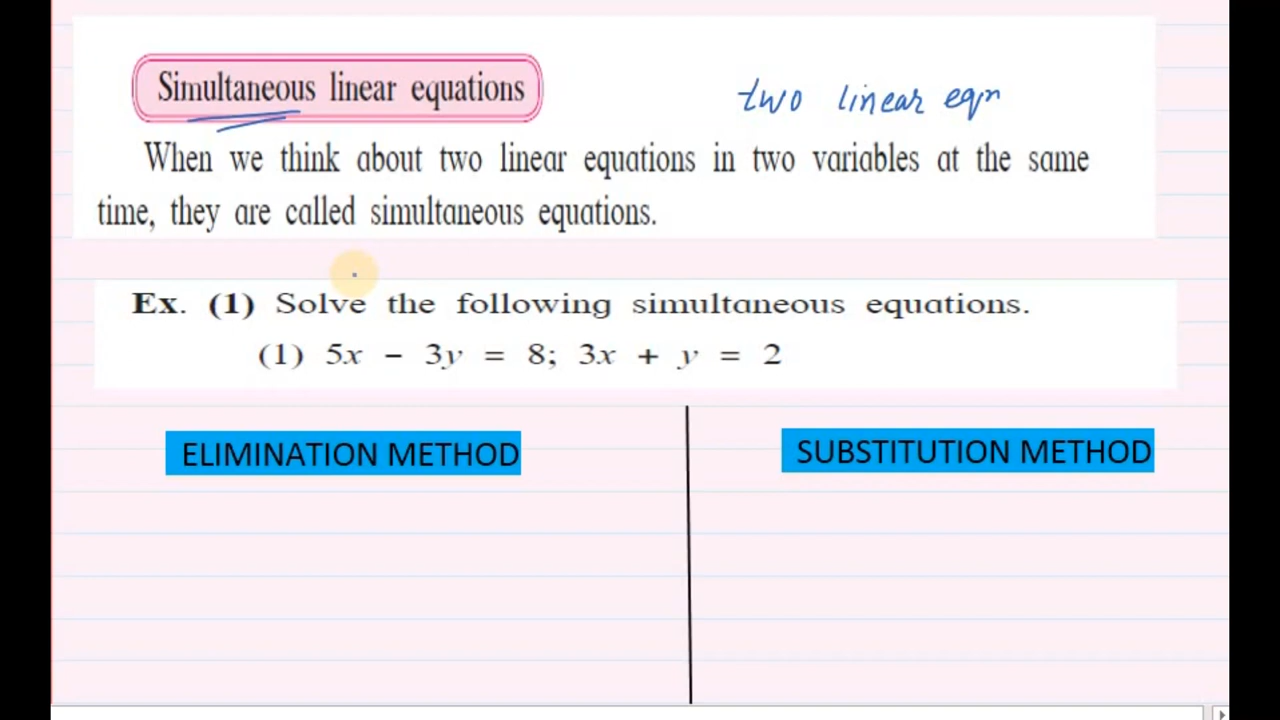 Simultaneous linear equations
two linear eqn
When we think about two linear equations in two variables at the same
time, they are called simultaneous equations.
Ex. (1) Solve the following simultaneous equations.
(1) 5x − 3y = 8; 3x + y = 2
ELIMINATION METHOD
SUBSTITUTION METHOD